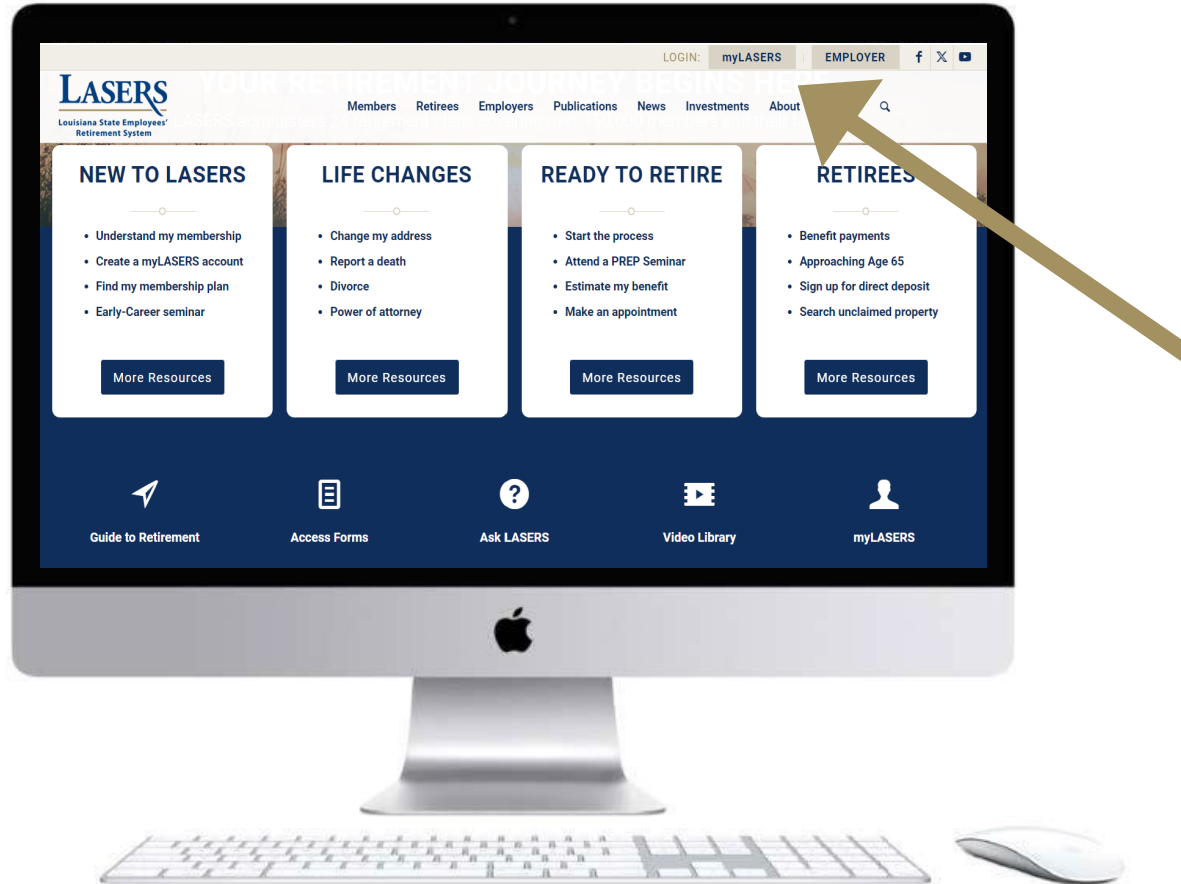 LOGIN: myLASERS EMPLOYER
YOUR RETIREMENT JOURNEY BEGINS HERE
LASERS
Louisiana State Employees'
Retirement System
Members Retirees Employers Publications News Investments About
NEW TO LASERS
• Understand my membership
• Create a myLASERS account
• Find my membership plan
• Early-Career seminar
More Resources
LIFE CHANGES
• Change my address
• Report a death
• Divorce
• Power of attorney
More Resources
READY TO RETIRE
• Start the process
• Attend a PREP Seminar
• Estimate my benefit
• Make an appointment
More Resources
RETIREES
• Benefit payments
• Approaching Age 65
• Sign up for direct deposit
• Search unclaimed property
More Resources
Guide to Retirement
Access Forms
Ask LASERS
Video Library
myLASERS